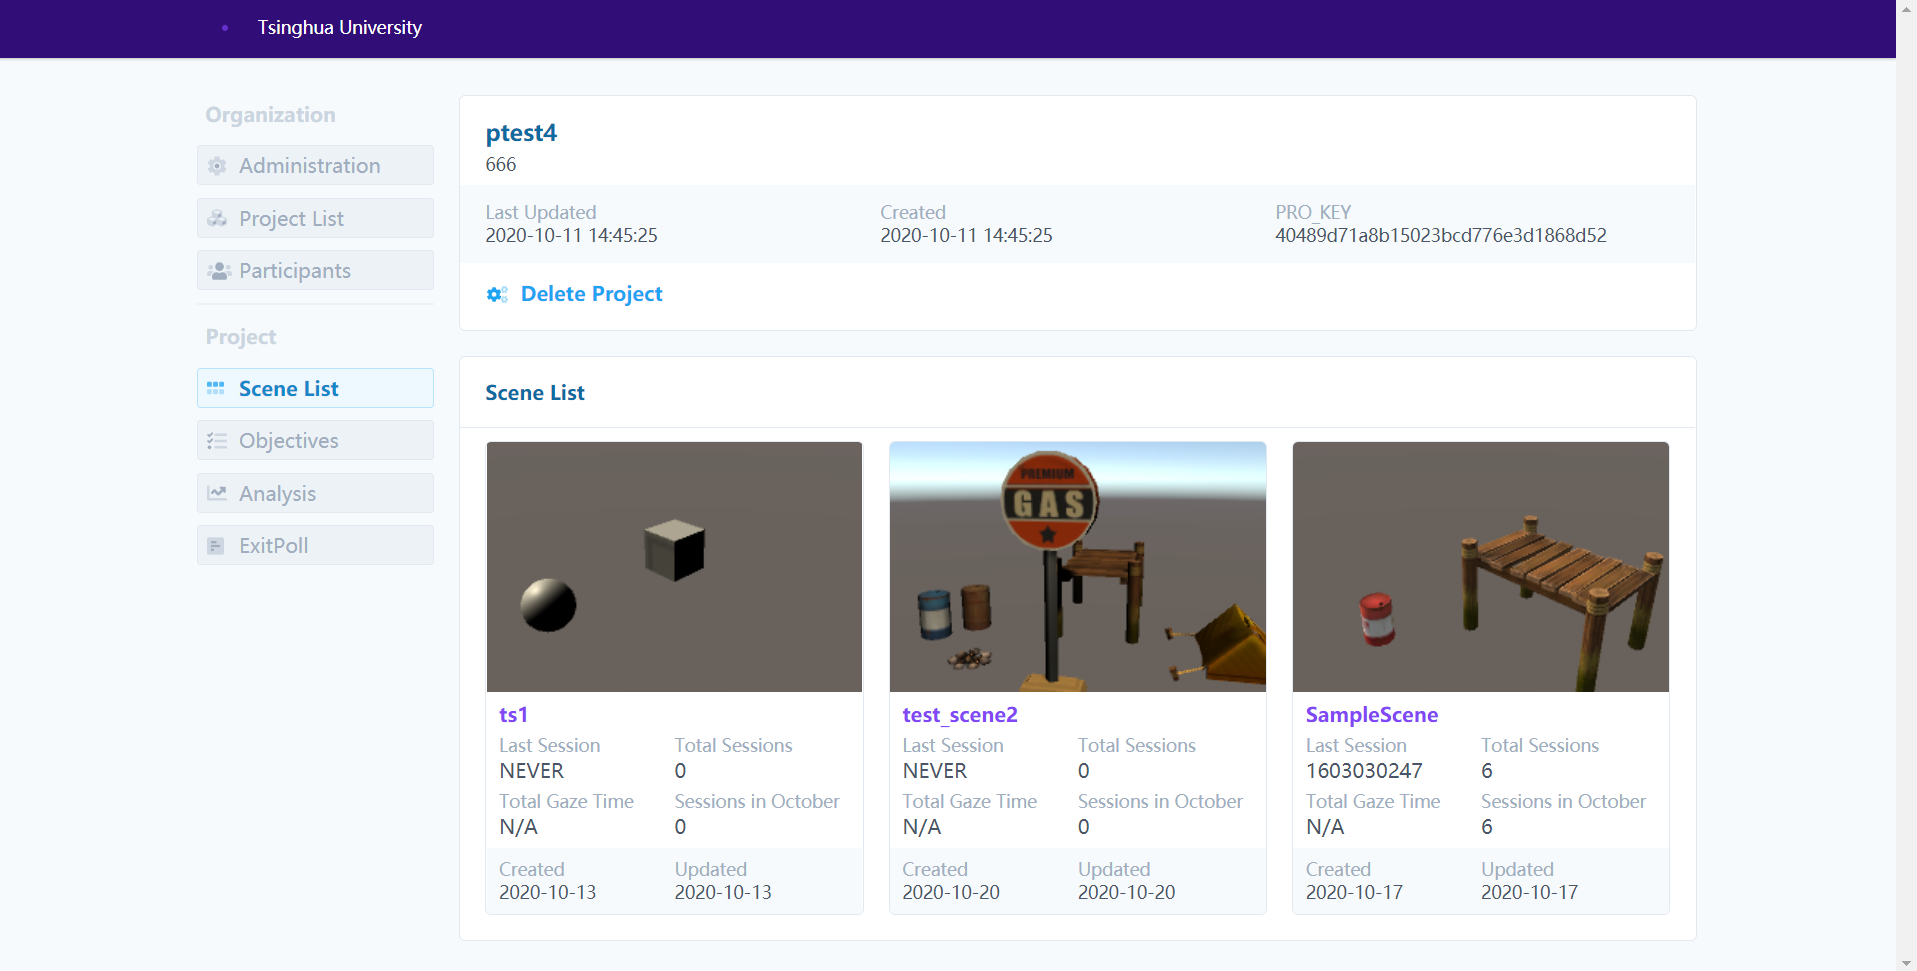 Tsinghua University
Organization
Administration
Project List
Participants
Project
Scene List
Objectives
Analysis
ExitPoll
ptest4
666
Last Updated
2020-10-11 14:45:25
Created
2020-10-11 14:45:25
PRO_KEY
40489d71a8b15023bcd776e3d1868d52
Delete Project
Scene List
PREMIUM
GAS
ts1
Last Session
NEVER
Total Sessions
0
Total Gaze Time
N/A
Sessions in October
0
Created
2020-10-13
Updated
2020-10-13
test_scene2
Last Session
NEVER
Total Sessions
0
Total Gaze Time
N/A
Sessions in October
0
Created
2020-10-20
Updated
2020-10-20
SampleScene
Last Session
1603030247
Total Sessions
6
Total Gaze Time
N/A
Sessions in October
6
Created
2020-10-17
Updated
2020-10-17